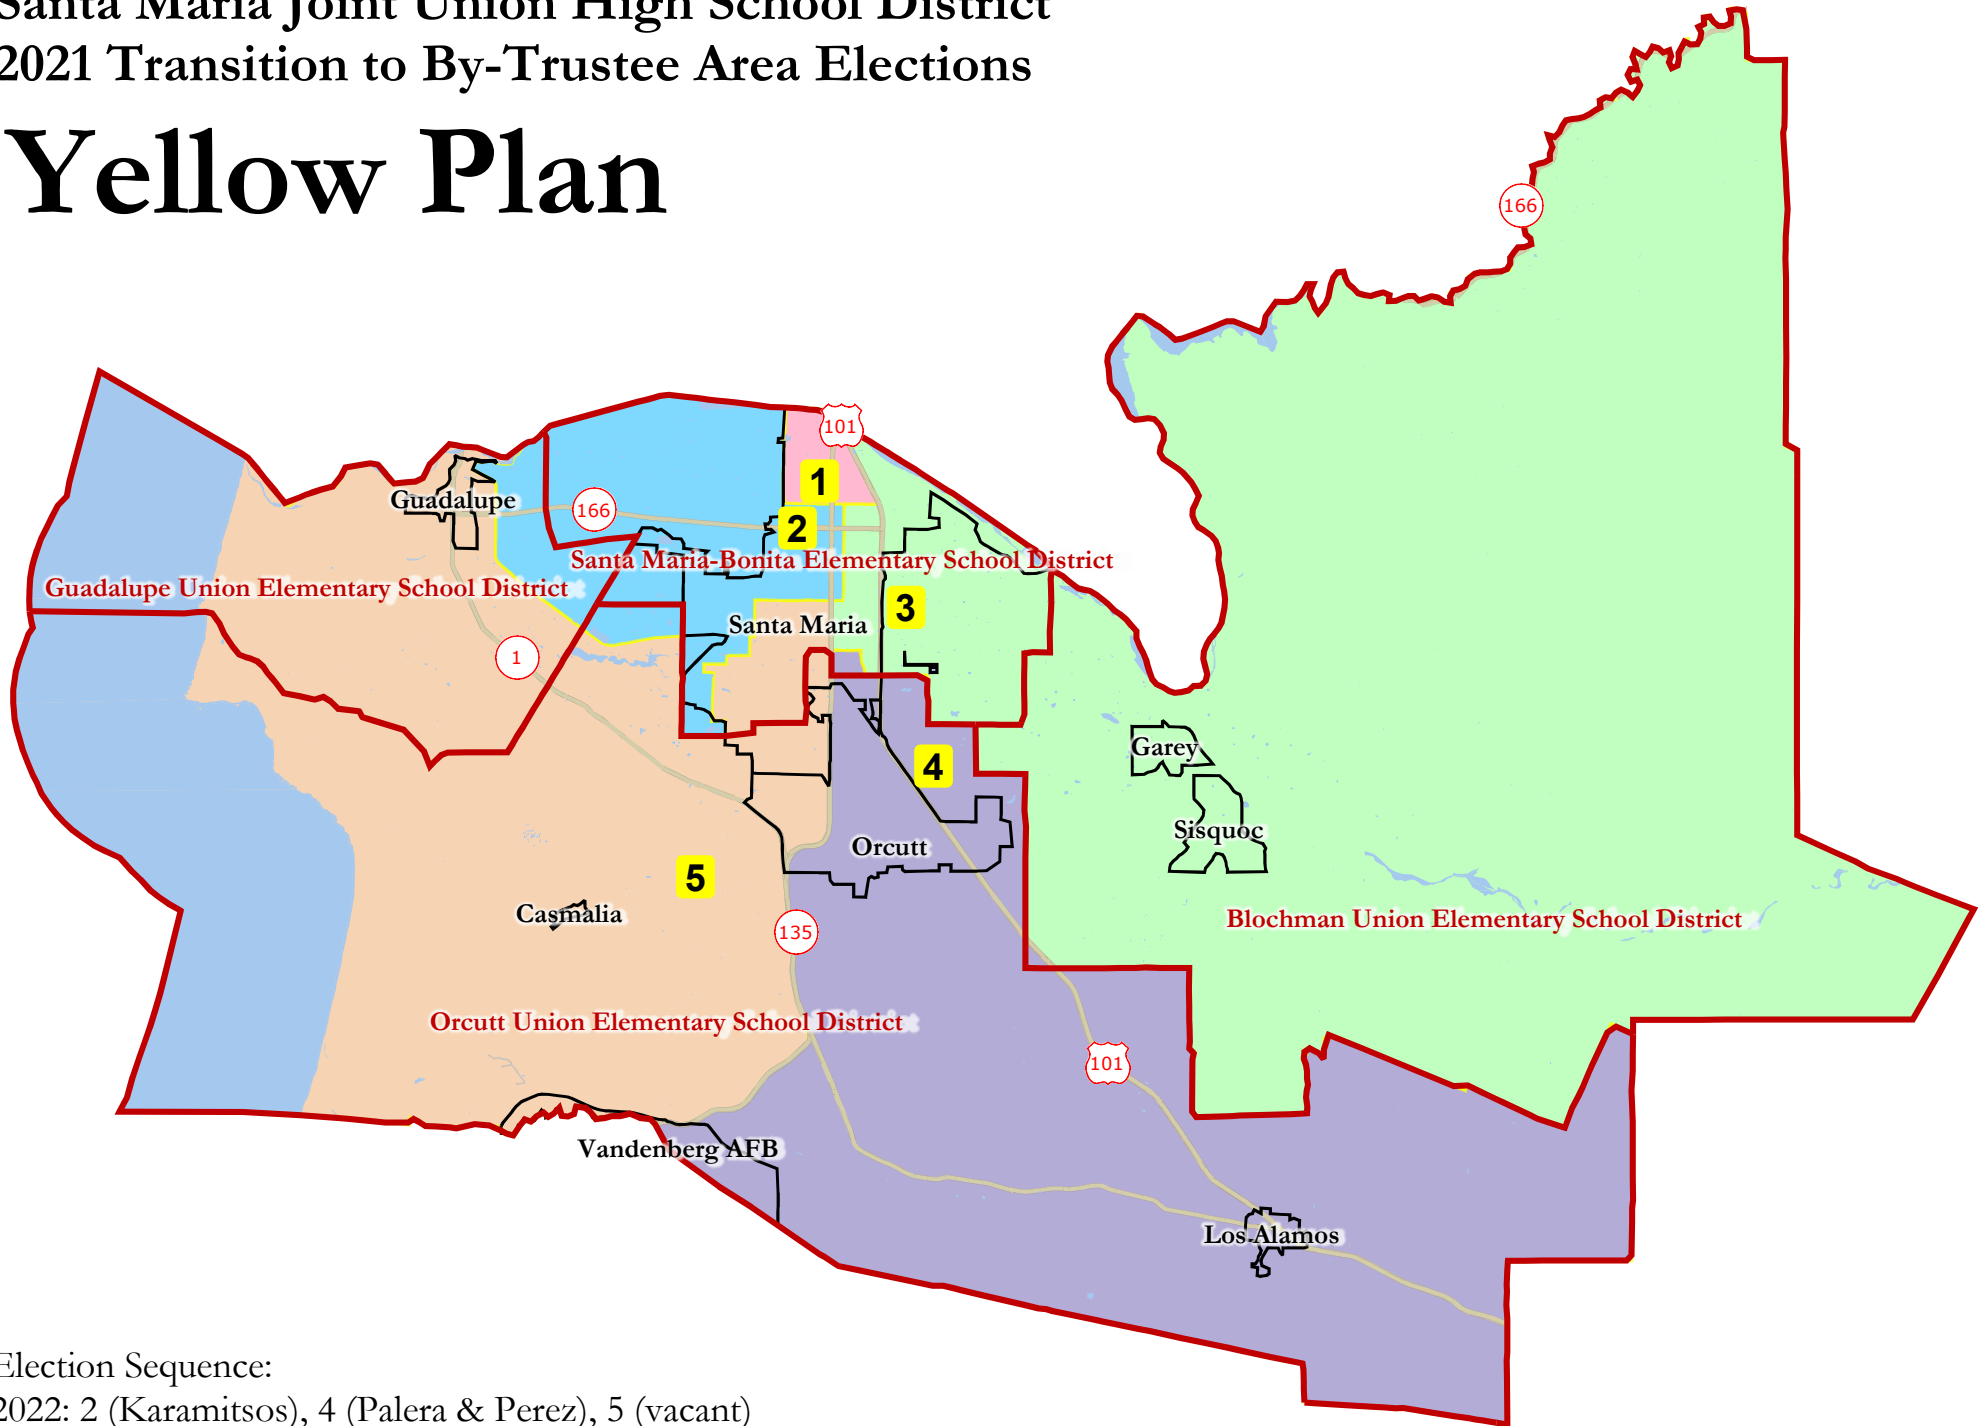 Santa Maria Joint Union High School District
2021 Transition to By-Trustee Area Elections
Yellow Plan
166
101
1
Guadalupe
166
2
Santa Maria-Bonita Elementary School District
Guadalupe Union Elementary School District
3
Santa Maria
1
Garey
4
Sisquoc
Orcutt
5
Casmalia
Blochman Union Elementary School District
135
Orcutt Union Elementary School District
101
Vandenberg AFB
Los Alamos
Election Sequence:
2022: 2 (Karamitsos), 4 (Palera & Perez), 5 (vacant)